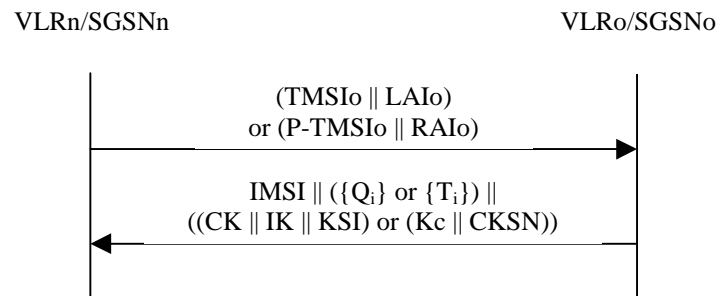 VLRn/SGSNn VLRo/SGSNo
(TMSIo || LAIo)
or (P-TMSIo || RAIo)
IMSI || ({Qi} or {Ti}) ||
((CK || IK || KSI) or (Kc || CKSN))